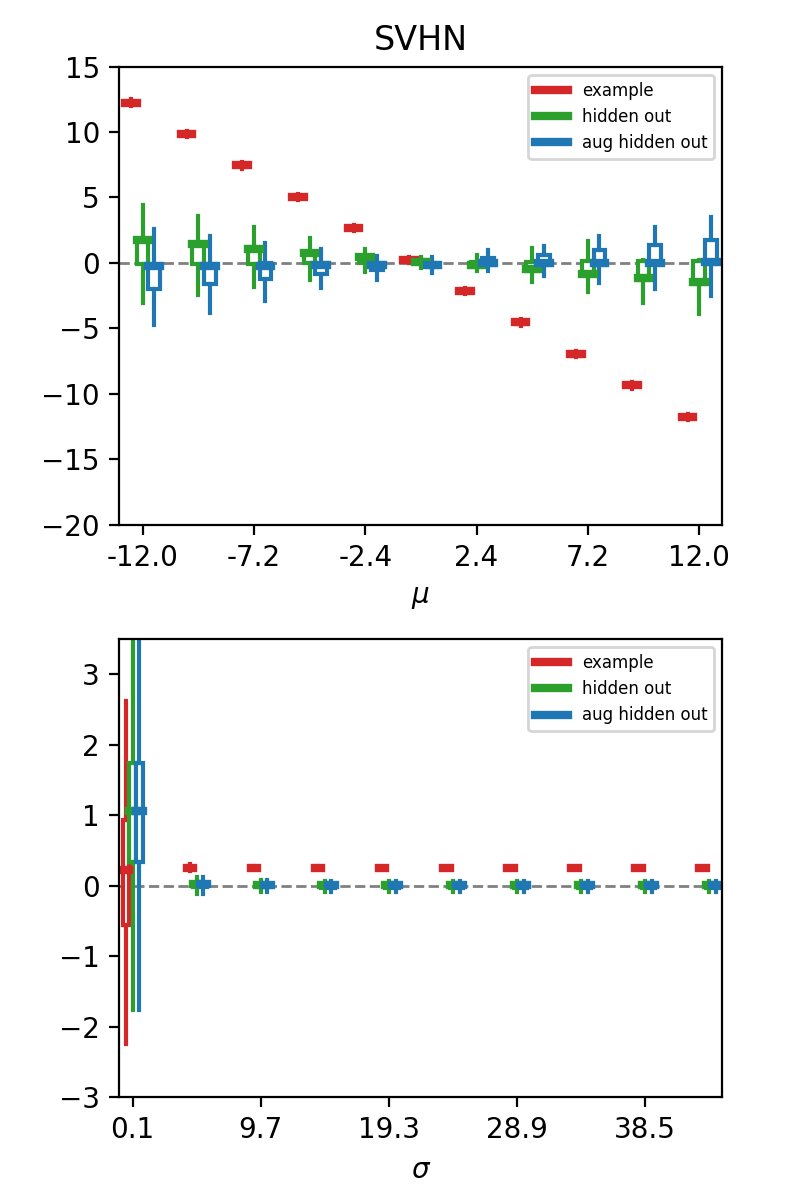 SVHN
15
10
5
0
−5
−10
−15
−20
example
hidden out
aug hidden out
-12.0 -7.2 -2.4 2.4 7.2 12.0
μ
3
2
1
0
−1
−2
−3
example
hidden out
aug hidden out
0.1 9.7 19.3 28.9 38.5
σ